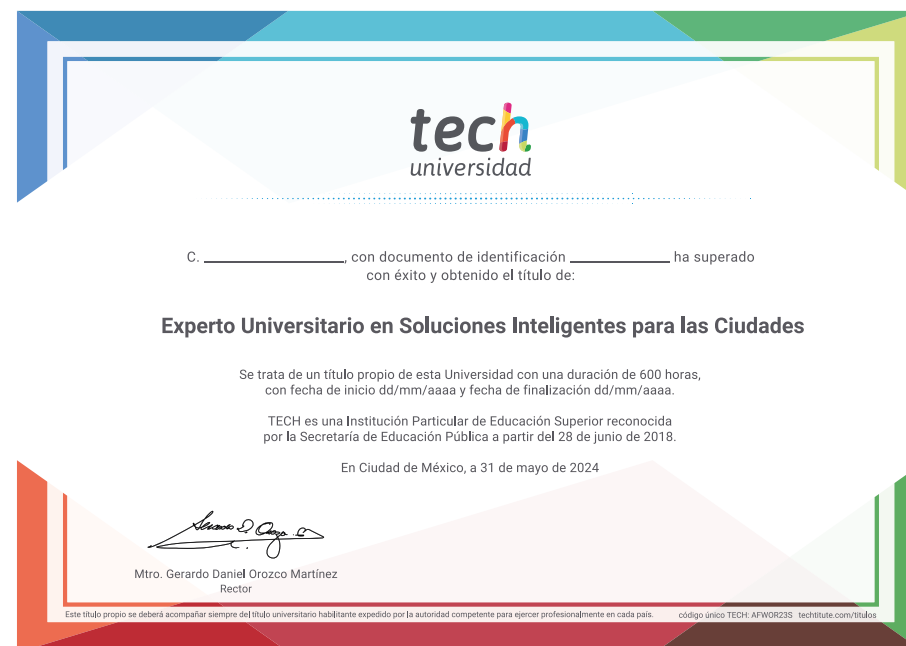 tech
universidad
C. ____________, con documento de identificación ____________ ha superado
con éxito y obtenido el título de:
Experto Universitario en Soluciones Inteligentes para las Ciudades
Se trata de un título propio de esta Universidad con una duración de 600 horas,
con fecha de inicio dd/mm/aaaa y fecha de finalización dd/mm/aaaa.
TECH es una Institución Particular de Educación Superior reconocida
por la Secretaría de Educación Pública a partir del 28 de junio de 2018.
En Ciudad de México, a 31 de mayo de 2024
Mtro. Gerardo Daniel Orozco Martínez
Rector
Este título propio se deberá acompañar siempre del título universitario habilitante expedido por la autoridad competente para ejercer profesionalmente en cada país. código único TECH: AFWOR23S techtitute.com/titulos